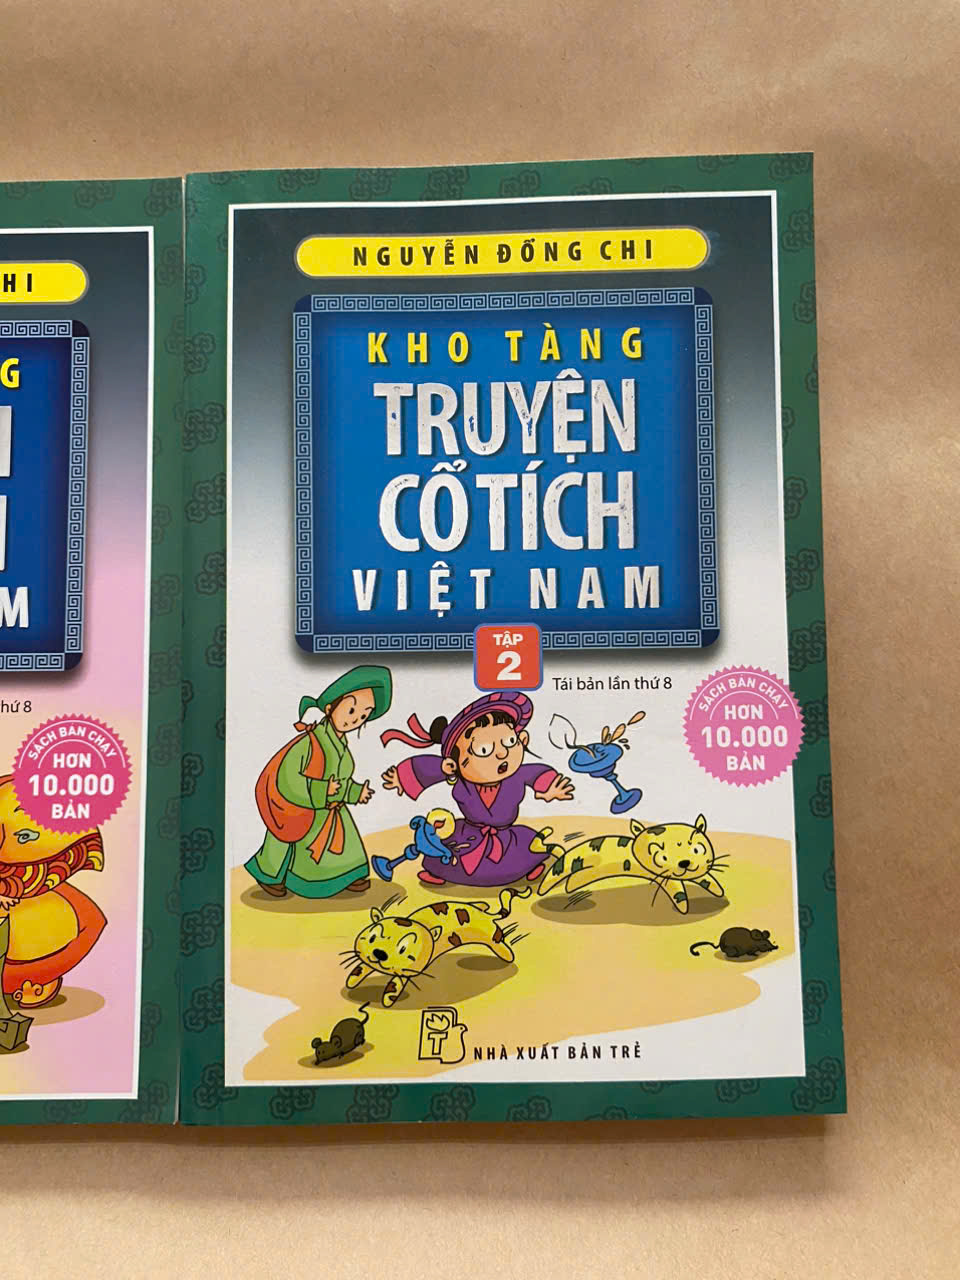 HI
G
M
thứ 8
SÁCH BÁN CHẠY
HƠN
10.000
BẢN
NGUYỄN ĐỔNG CHI
KHO TÀNG
TRUYỆN
CỔ TÍCH
VIỆT NAM
TẬP
2
Tái bản lần thứ 8
SÁCH BÁN CHẠY
HƠN
10.000
BẢN
NHÀ XUẤT BẢN TRẺ